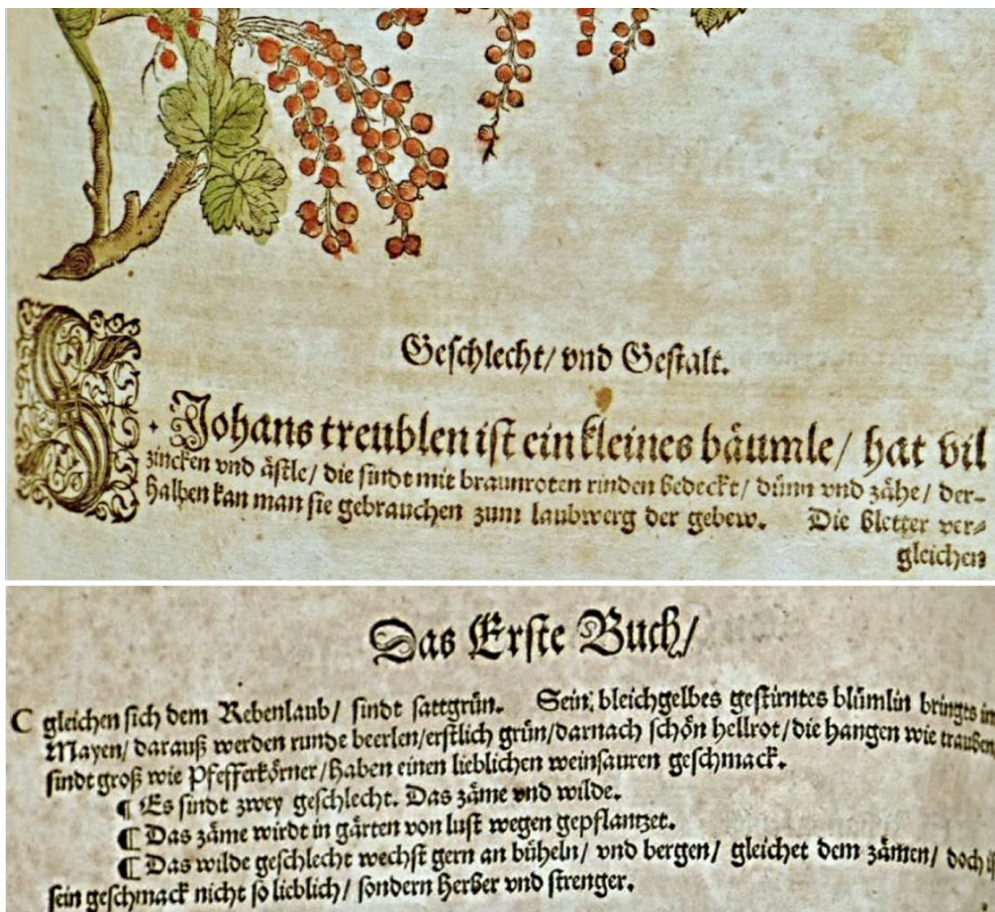 Geschlecht/ vnd Gestalt.
S. Johans treublen ist ein kleines bäumle/ hat vil
zincken vnd ästle/ die sindt mit braunroten rinden bedeckt/ dünn vnd zähe/ der-
halben kan man sie gebrauchen zum laubwerg der gebew. Die bletter ver-
gleichen
Das Erste Buch/
C gleichen sich dem Rebenlaub/ sindt sattgrün. Sein bleichgelbes gestirntes blümlin bringts im
Mayen/ darauß werden runde beerlen/ erstlich grün/ darnach schön hellrot/ die hangen wie trauben
sindt groß wie Pfefferkörner/ haben einen lieblichen weinsauren geschmack.
¶ Es sindt zwey geschlecht. Das zäme vnd wilde.
¶ Das zäme wirdt in gärten von lust wegen gepflantzet.
¶ Das wilde geschlecht wechst gern an büheln/ vnd bergen/ gleichet dem zämen/ doch
sein geschmack nicht so lieblich/ sondern herber vnd strenger.